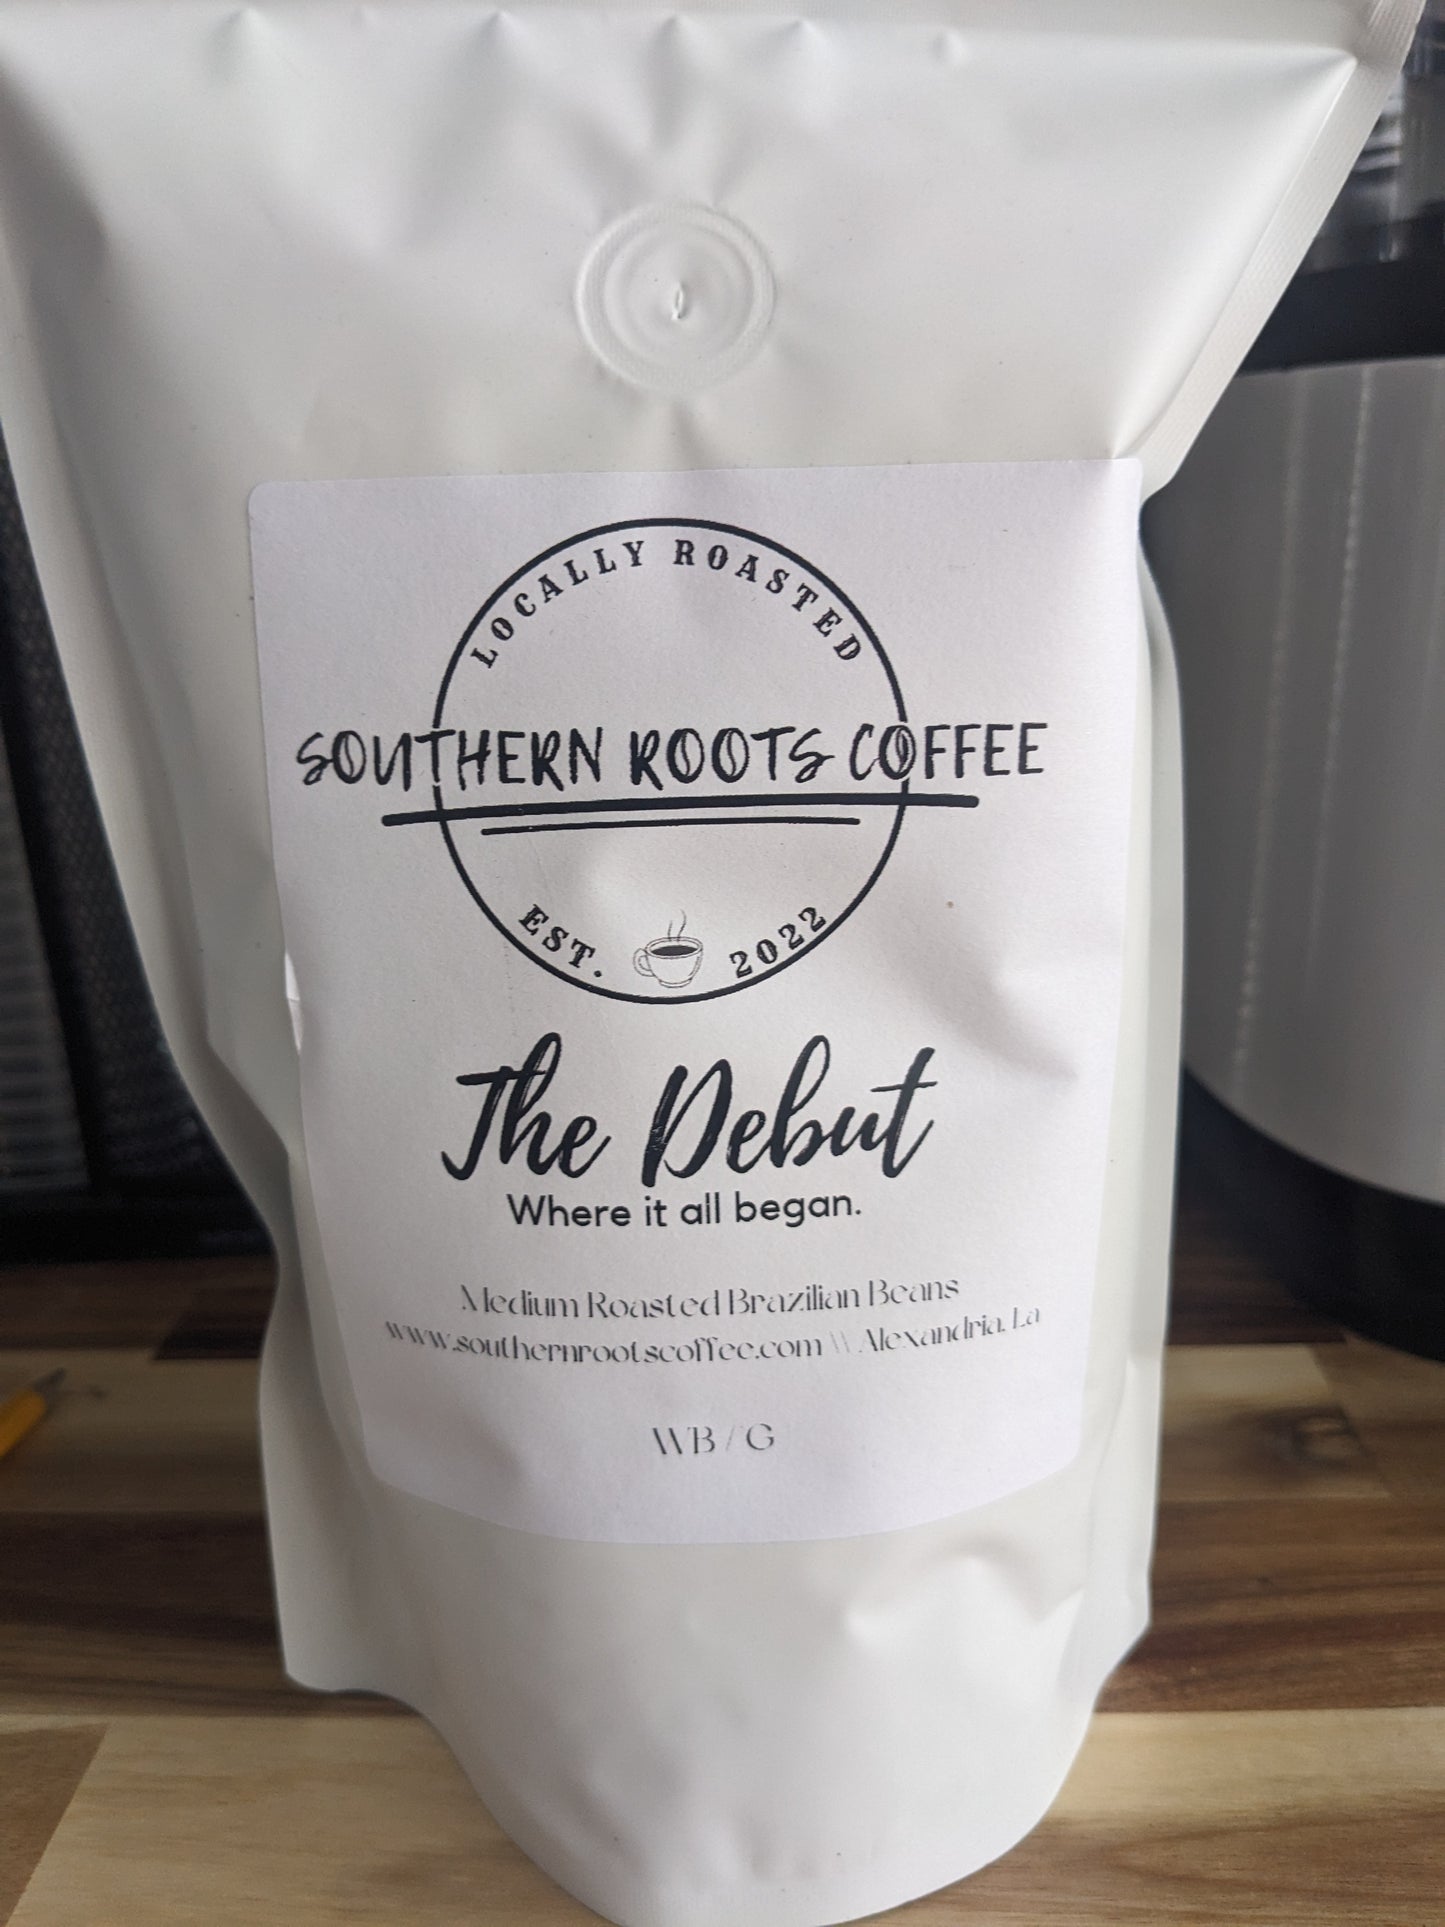 LOCALLY ROASTED
SOUTHERN ROOTS COFFEE
EST. 2022
The Debut
Where it all began.
Medium Roasted Brazilian Beans
www.southernrootscoffee.com \\ Alexandria, La
WB / G